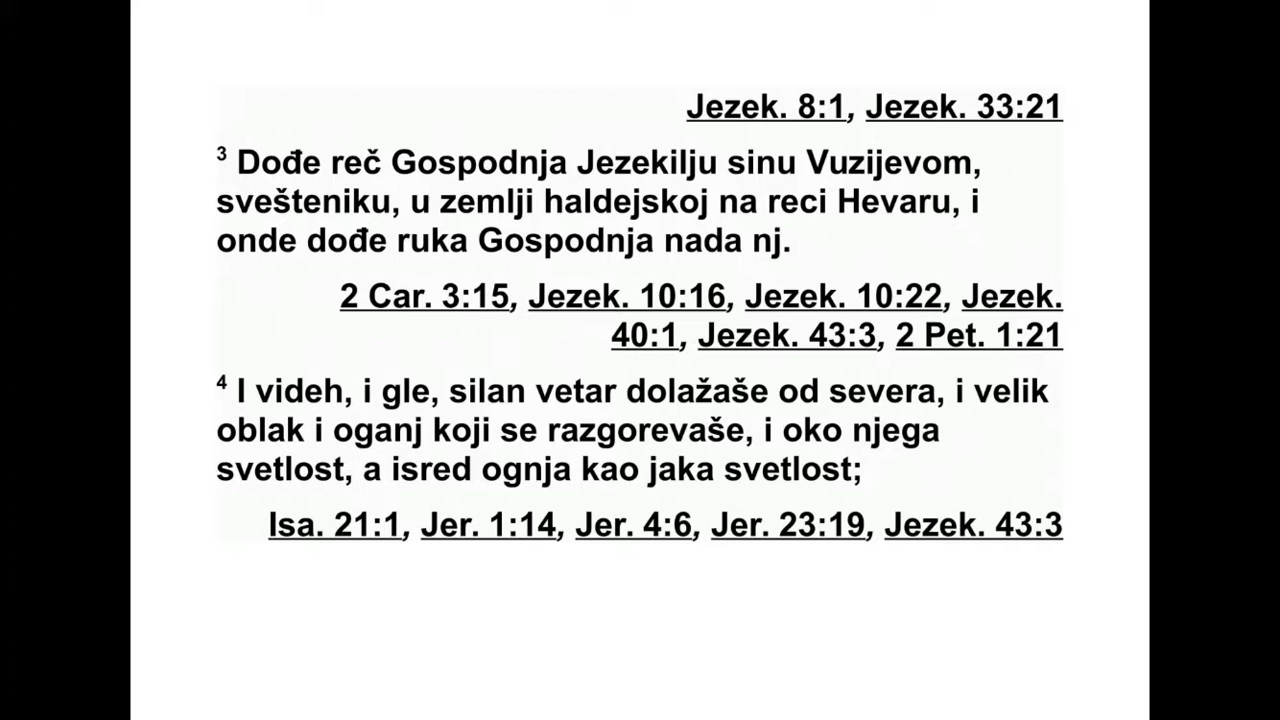 Jezek. 8:1, Jezek. 33:21
3 Dođe reč Gospodnja Jezekilju sinu Vuzijevom,
svešteniku, u zemlji haldejskoj na reci Hevaru, i
onde dođe ruka Gospodnja nada nj.
2 Car. 3:15, Jezek. 10:16, Jezek. 10:22, Jezek.
40:1, Jezek. 43:3, 2 Pet. 1:21
4 I videh, i gle, silan vetar dolažaše od severa, i velik
oblak i oganj koji se razgorevaše, i oko njega
svetlost, a isred ognja kao jaka svetlost;
Isa. 21:1, Jer. 1:14, Jer. 4:6, Jer. 23:19, Jezek. 43:3